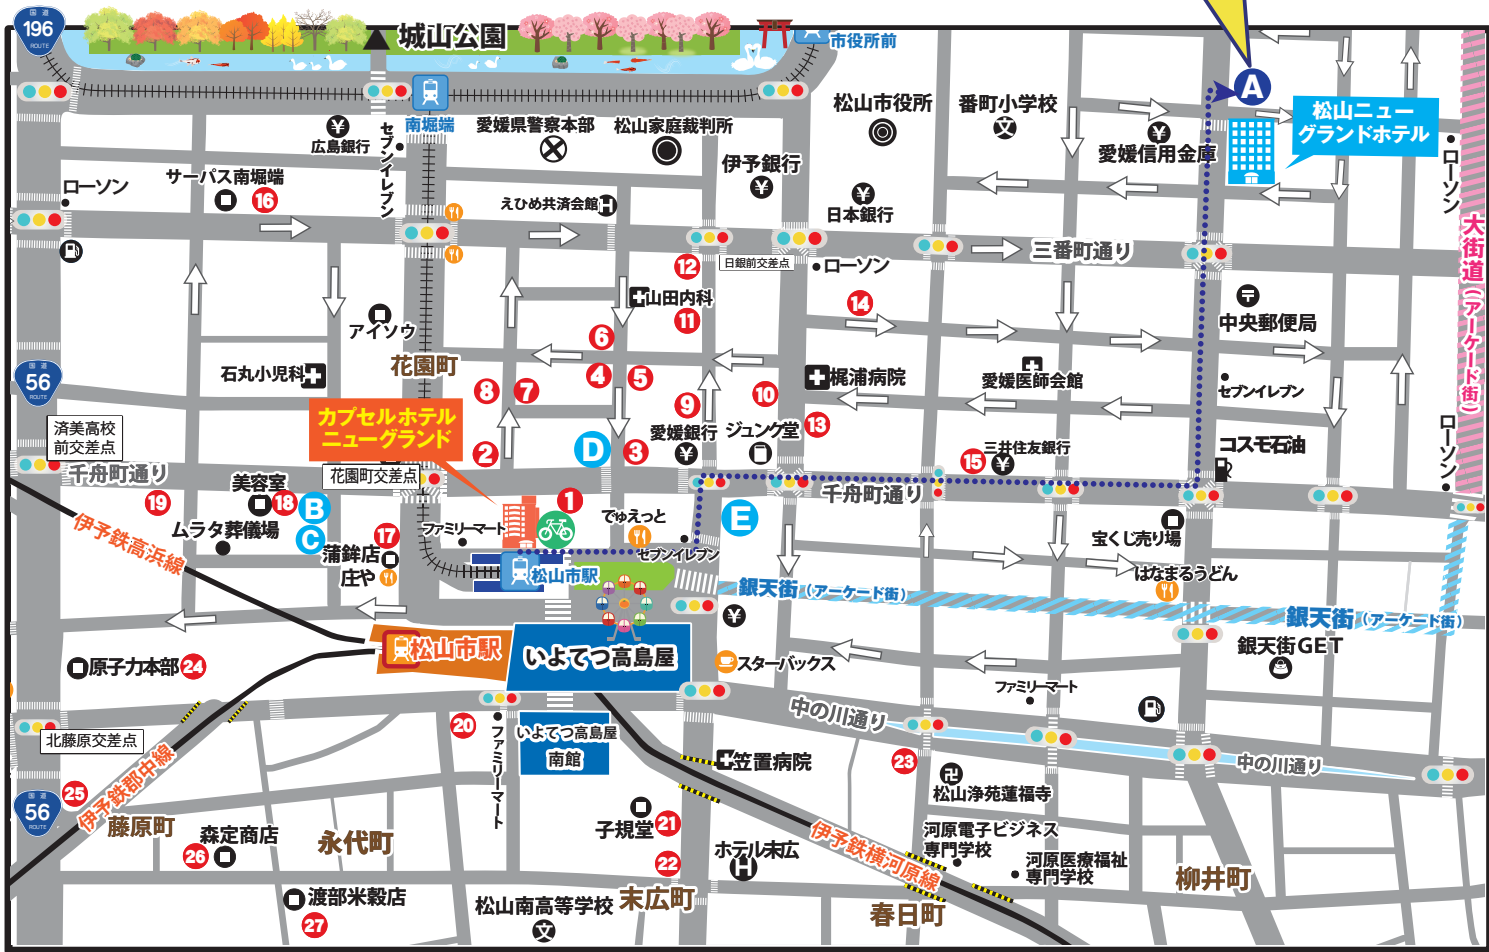 国道
196
ROUTE
城山公園
市役所前
A
松山ニュー
グランドホテル
松山市役所
番町小学校
文
愛媛信用金庫
¥
南堀端
広島銀行
¥
セブンイレブン
愛媛県警察本部
松山家庭裁判所
伊予銀行
¥
日本銀行
¥
ローソン
ローソン
サーパス南堀端
16
えひめ共済会館
H
三番町通り
大街道(アーケード街)
12
日銀前交差点
ローソン
山田内科
11
14
〒
中央郵便局
アイソウ
6
花園町
石丸小児科
4
5
8
7
9
10
梶浦病院
愛媛医師会館
セブンイレブン
国道
56
ROUTE
カプセルホテル
ニューグランド
済美高校
前交差点
愛媛銀行
¥
ジュンク堂
13
コスモ石油
ローソン
2
D
3
15
三井住友銀行
¥
千舟町通り
花園町交差点
千舟町通り
美容室
18
B
19
C
ムラタ葬儀場
伊予鉄高浜線
17
蒲鉾店
庄や
ファミリーマート
1
でゅえっと
セブンイレブン
E
松山市駅
宝くじ売り場
はなまるうどん
銀天街(アーケード街)
銀天街(アーケード街)
¥
銀天街GET
松山市駅
いよてつ高島屋
スターバックス
原子力本部
24
ファミリーマート
中の川通り
中の川通り
北藤原交差点
20
ファミリーマート
いよてつ高島屋
南館
笠置病院
23
卍
松山浄苑蓮福寺
25
伊予鉄郡中線
国道
56
ROUTE
藤原町
森定商店
26
永代町
子規堂
21
22
ホテル末広
H
伊予鉄横河原線
河原電子ビジネス
専門学校
河原医療福祉
専門学校
柳井町
渡部米穀店
27
松山南高等学校
文
末広町
春日町